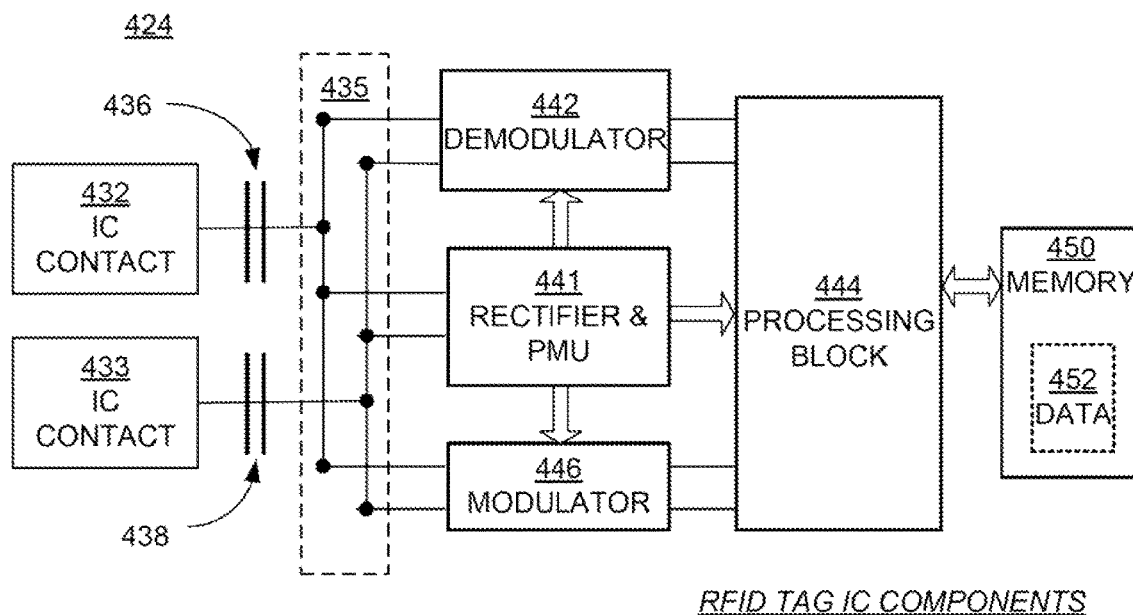 424
436
432
IC
CONTACT
433
IC
CONTACT
438
435
442
DEMODULATOR
441
RECTIFIER &
PMU
446
MODULATOR
444
PROCESSING
BLOCK
450
MEMORY
452
DATA
RFID TAG IC COMPONENTS